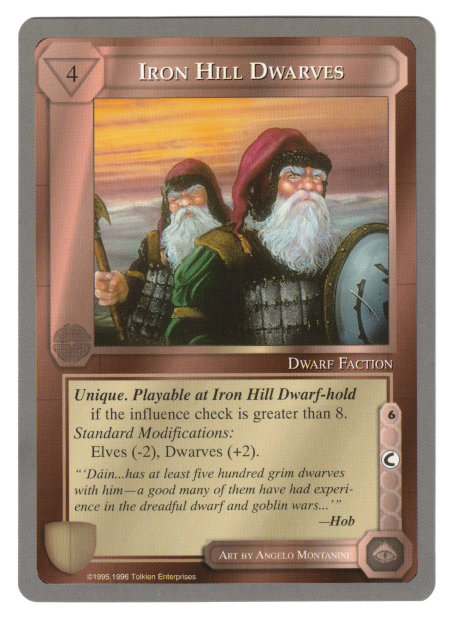 4
IRON HILL DWARVES
DWARF FACTION
Unique. Playable at Iron Hill Dwarf-hold
if the influence check is greater than 8.
Standard Modifications:
Elves (-2), Dwarves (+2).
“‘Dáin...has at least five hundred grim dwarves
with him—a good many of them have had experi-
ence in the dreadful dwarf and goblin wars...’”
—Hob
6
C
ART BY ANGELO MONTANINI
©1995,1996 Tolkien Enterprises